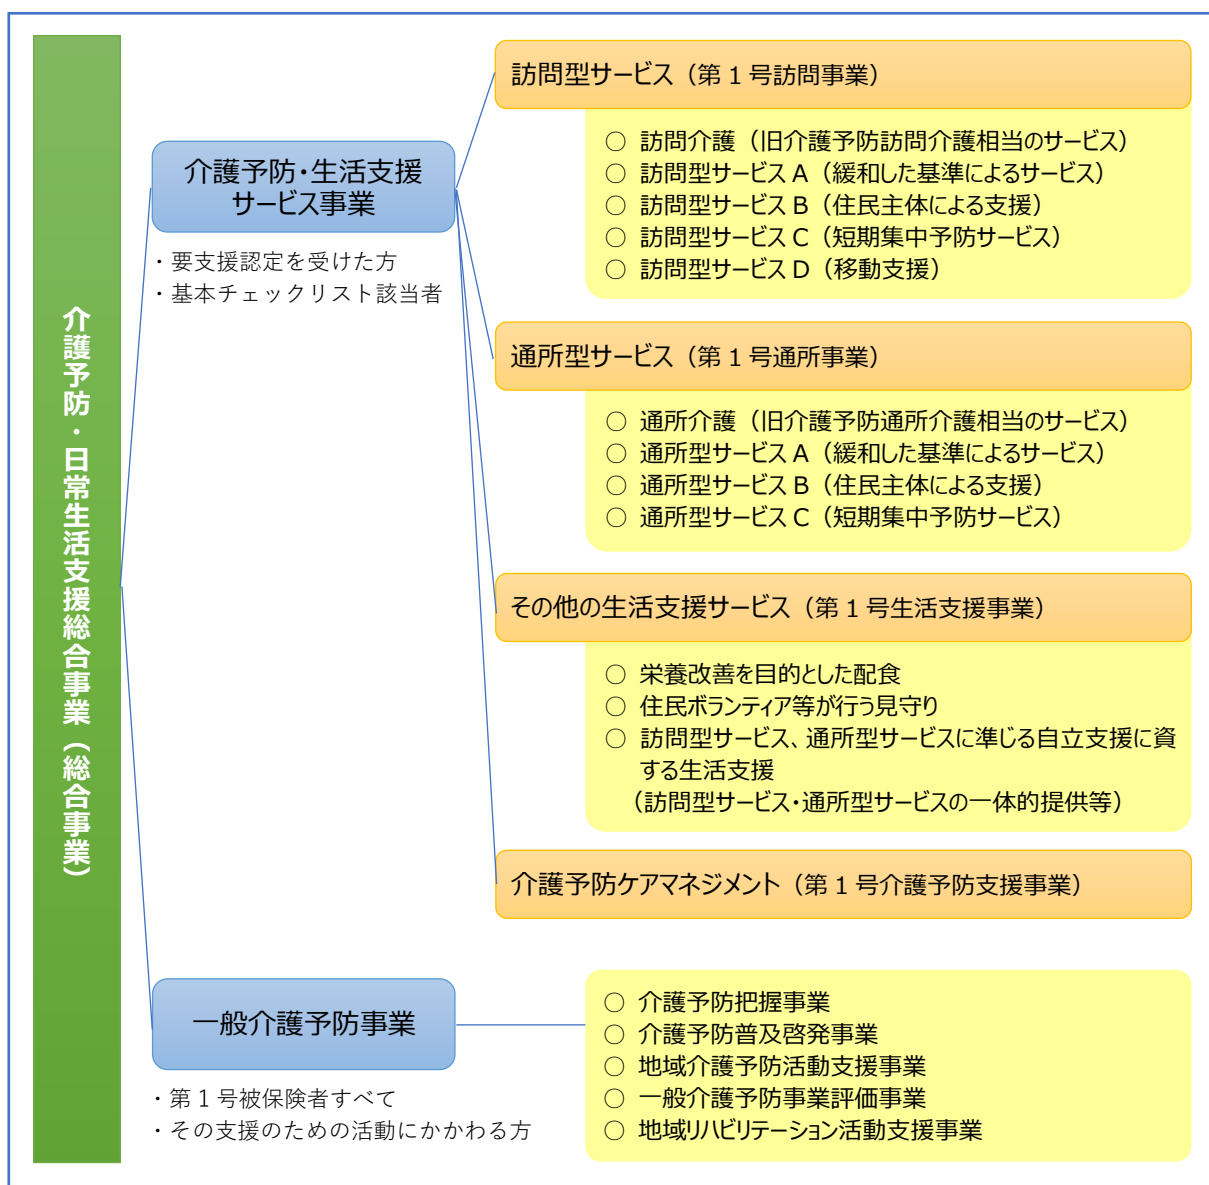 介護予防・日常生活支援総合事業（総合事業）
介護予防・生活支援
サービス事業
・要支援認定を受けた方
・基本チェックリスト該当者
訪問型サービス（第１号訪問事業）
○ 訪問介護（旧介護予防訪問介護相当のサービス）
○ 訪問型サービスＡ（緩和した基準によるサービス）
○ 訪問型サービスＢ（住民主体による支援）
○ 訪問型サービスＣ（短期集中予防サービス）
○ 訪問型サービスＤ（移動支援）
通所型サービス（第１号通所事業）
○ 通所介護（旧介護予防通所介護相当のサービス）
○ 通所型サービスＡ（緩和した基準によるサービス）
○ 通所型サービスＢ（住民主体による支援）
○ 通所型サービスＣ（短期集中予防サービス）
その他の生活支援サービス（第１号生活支援事業）
○ 栄養改善を目的とした配食
○ 住民ボランティア等が行う見守り
○ 訪問型サービス、通所型サービスに準じる自立支援に資
する生活支援
（訪問型サービス・通所型サービスの一体的提供等）
介護予防ケアマネジメント（第１号介護予防支援事業）
一般介護予防事業
・第１号被保険者すべて
・その支援のための活動にかかわる方
○ 介護予防把握事業
○ 介護予防普及啓発事業
○ 地域介護予防活動支援事業
○ 一般介護予防事業評価事業
○ 地域リハビリテーション活動支援事業